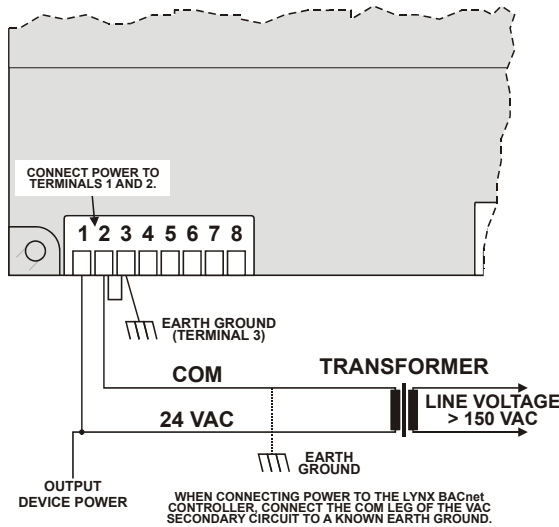 CONNECT POWER TO
TERMINALS 1 AND 2.
1 2 3 4 5 6 7 8
EARTH GROUND
(TERMINAL 3)
COM
TRANSFORMER
LINE VOLTAGE
> 150 VAC
24 VAC
EARTH
GROUND
OUTPUT
DEVICE POWER
WHEN CONNECTING POWER TO THE LYNX BACnet
CONTROLLER, CONNECT THE COM LEG OF THE VAC
SECONDARY CIRCUIT TO A KNOWN EARTH GROUND.